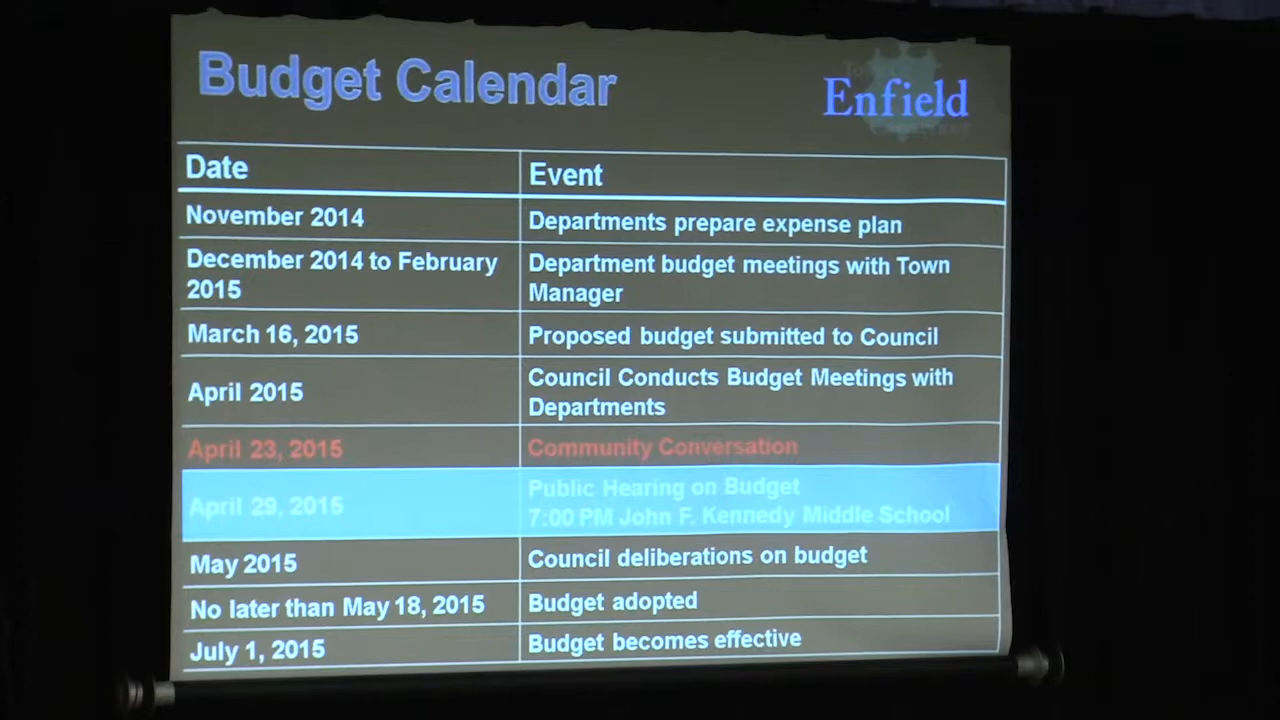 Budget Calendar
Enfield
Date
Event
November 2014
Departments prepare expense plan
December 2014 to February
2015
Department budget meetings with Town
Manager
March 16, 2015
Proposed budget submitted to Council
April 2015
Council Conducts Budget Meetings with
Departments
April 23, 2015
Community Conversation
April 29, 2015
Public Hearing on Budget
7:00 PM John F. Kennedy Middle School
May 2015
Council deliberations on budget
No later than May 18, 2015
Budget adopted
July 1, 2015
Budget becomes effective